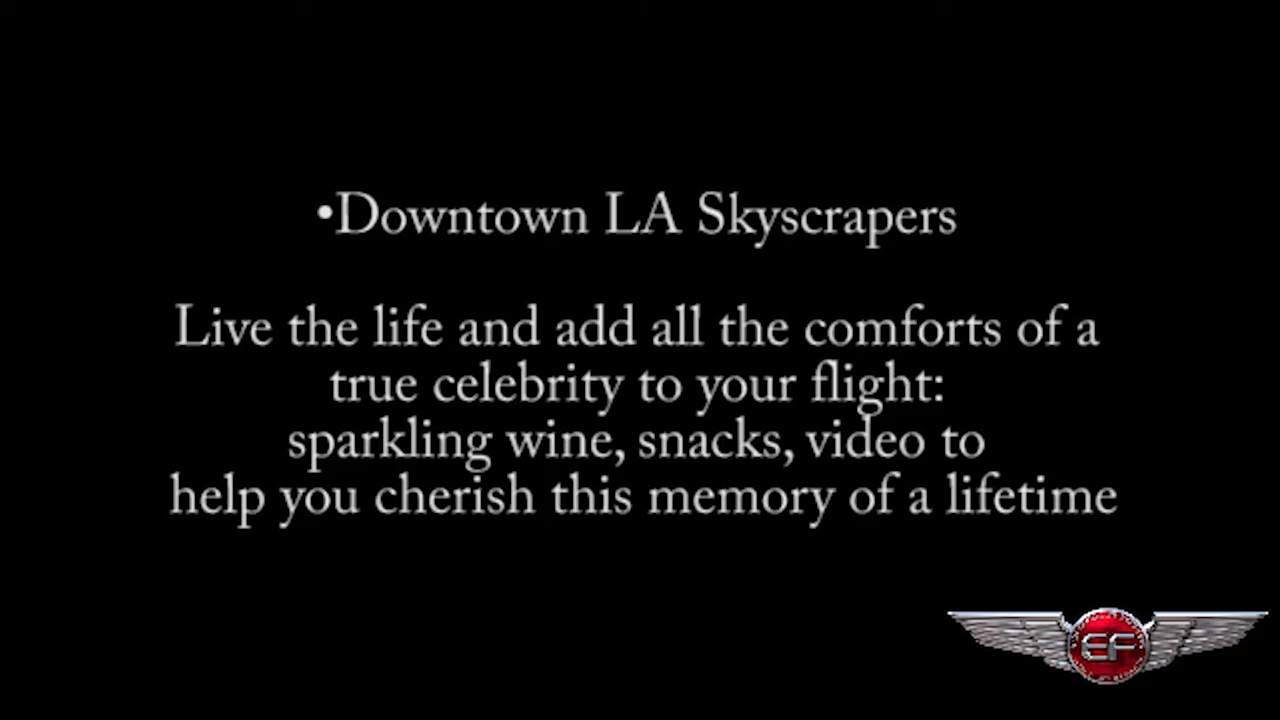 •Downtown LA Skyscrapers
Live the life and add all the comforts of a
true celebrity to your flight:
sparkling wine, snacks, video to
help you cherish this memory of a lifetime
EF